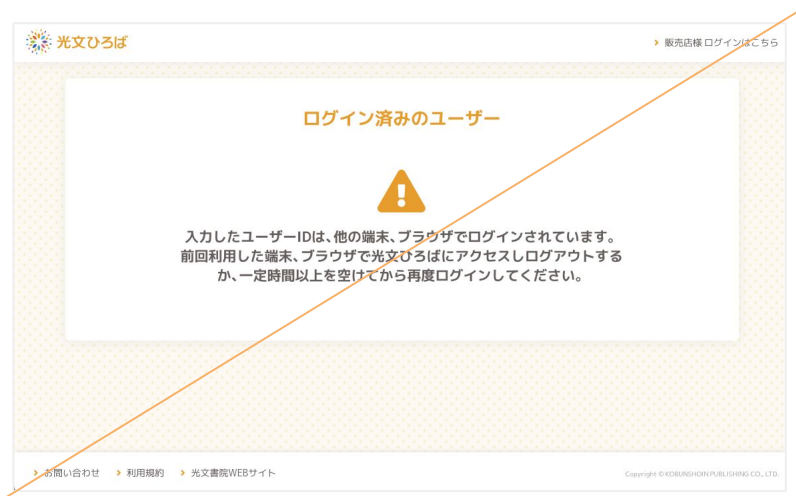 光文ひろば
> 販売店様 ログインはこちら
ログイン済みのユーザー
入力したユーザーIDは、他の端末、ブラウザでログインされています。
前回利用した端末、ブラウザで光文ひろばにアクセスしログアウトする
か、一定時間以上を空けてから再度ログインしてください。
> お問い合わせ > 利用規約 > 光文書院WEBサイト
Copyright © KOBUNSHOIN PUBLISHING CO., LTD.